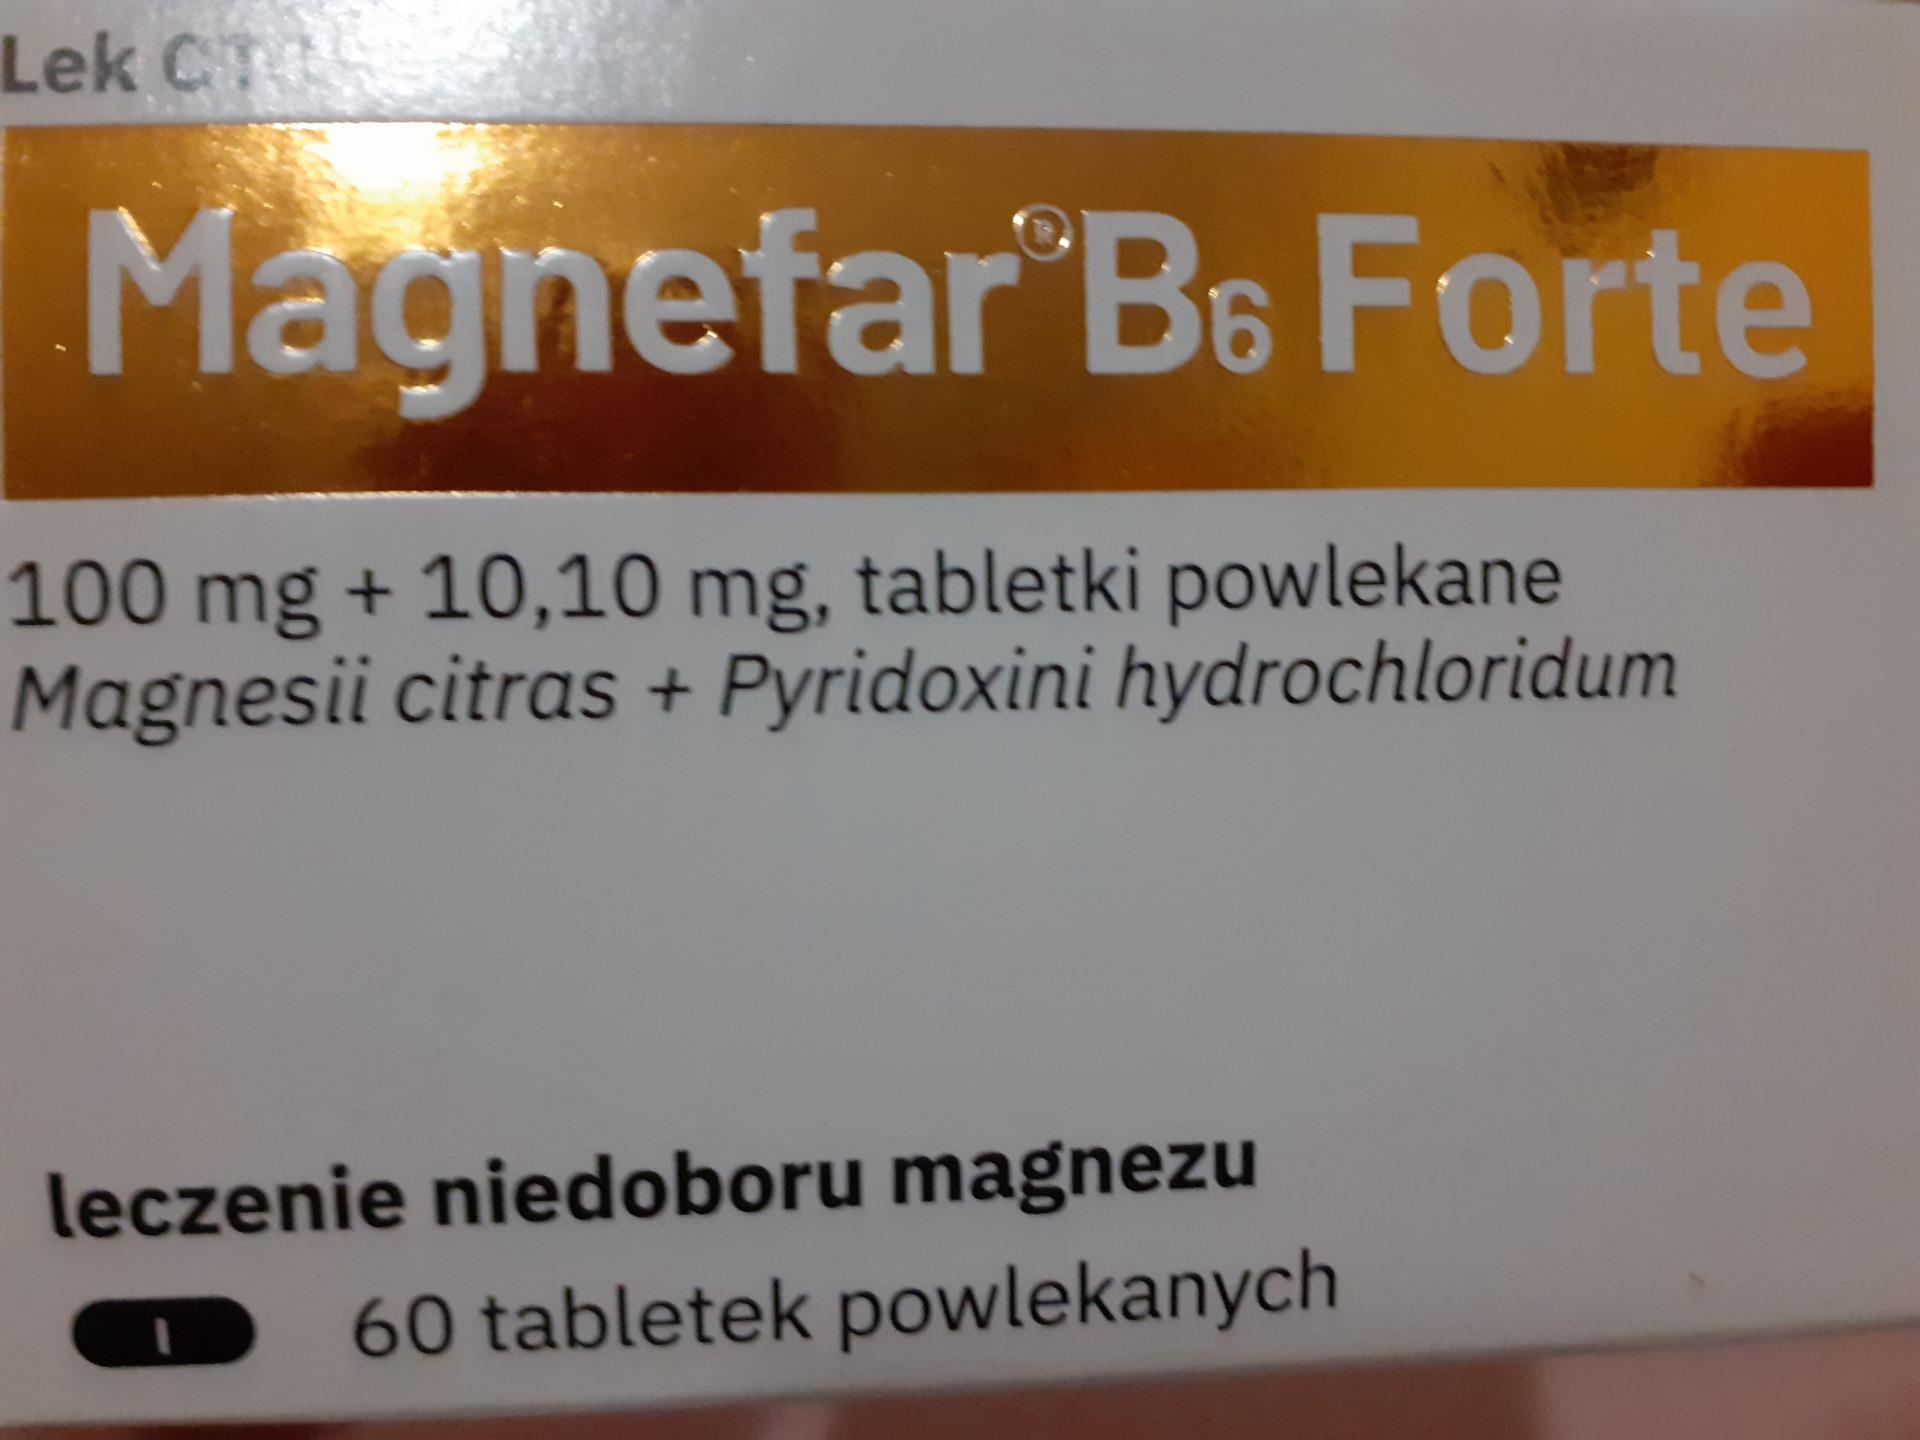 Lek
Magnefar® B6 Forte
100 mg + 10,10 mg, tabletki powlekane
Magnesii citras + Pyridoxini hydrochloridum
leczenie niedoboru magnezu
60 tabletek powlekanych